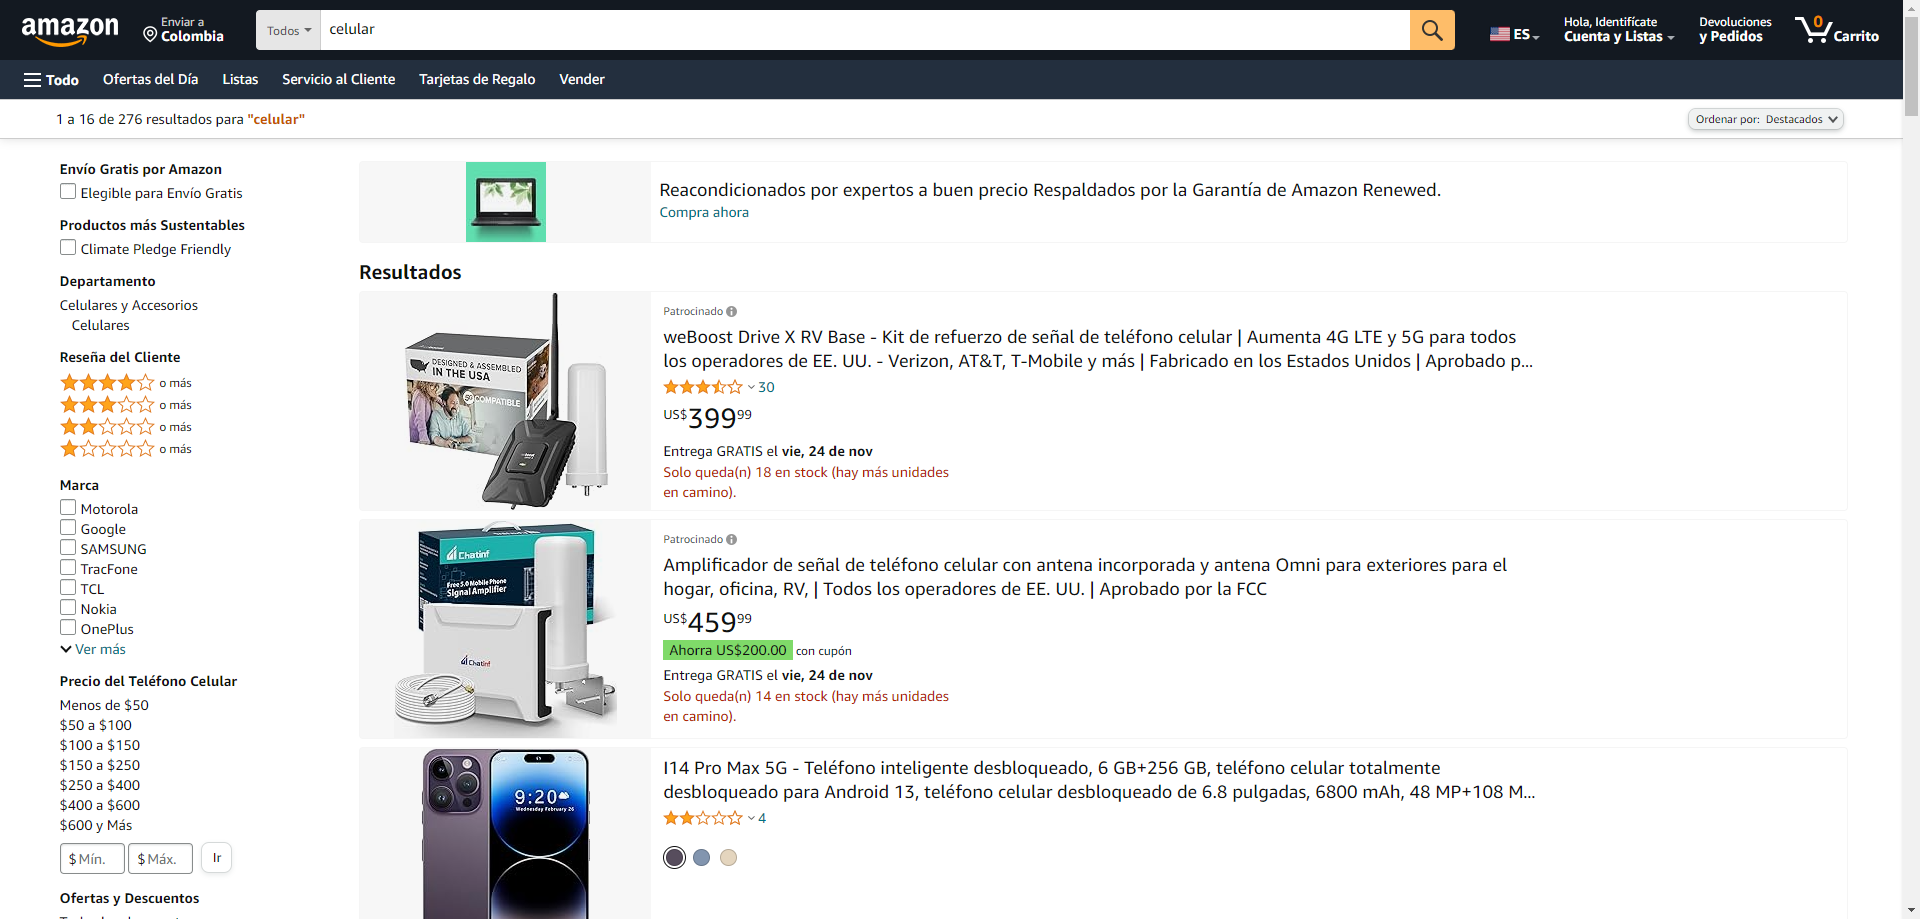 amazon
Enviar a
Colombia
Todos
celular
ES
Hola, Identifícate
Cuenta y Listas
Devoluciones
y Pedidos
0
Carrito
Todo
Ofertas del Día
Listas
Servicio al Cliente
Tarjetas de Regalo
Vender
1 a 16 de 276 resultados para "celular"
Ordenar por: Destacados
Envío Gratis por Amazon
Elegible para Envío Gratis
Productos más Sustentables
Climate Pledge Friendly
Departamento
Celulares y Accesorios
Celulares
Reseña del Cliente
o más
o más
o más
o más
Marca
Motorola
Google
SAMSUNG
TracFone
TCL
Nokia
OnePlus
Ver más
Precio del Teléfono Celular
Menos de $50
$50 a $100
$100 a $150
$150 a $250
$250 a $400
$400 a $600
$600 y Más
$ Mín.
$ Máx.
Ir
Ofertas y Descuentos
Reacondicionados por expertos a buen precio Respaldados por la Garantía de Amazon Renewed.
Compra ahora
Resultados
DESIGNED & ASSEMBLED
IN THE USA
5G COMPATIBLE
Patrocinado
weBoost Drive X RV Base - Kit de refuerzo de señal de teléfono celular | Aumenta 4G LTE y 5G para todos
los operadores de EE. UU. - Verizon, AT&T, T-Mobile y más | Fabricado en los Estados Unidos | Aprobado p...
30
US$399 99
Entrega GRATIS el vie, 24 de nov
Solo queda(n) 18 en stock (hay más unidades
en camino).
Chatinf
Free 5.0 Mobile Phone
Signal Amplifier
Chatinf
Patrocinado
Amplificador de señal de teléfono celular con antena incorporada y antena Omni para exteriores para el
hogar, oficina, RV, | Todos los operadores de EE. UU. | Aprobado por la FCC
US$459 99
Ahorra US$200.00 con cupón
Entrega GRATIS el vie, 24 de nov
Solo queda(n) 14 en stock (hay más unidades
en camino).
9:20
Wednesday February 26
I14 Pro Max 5G - Teléfono inteligente desbloqueado, 6 GB+256 GB, teléfono celular totalmente
desbloqueado para Android 13, teléfono celular desbloqueado de 6.8 pulgadas, 6800 mAh, 48 MP+108 M...
4